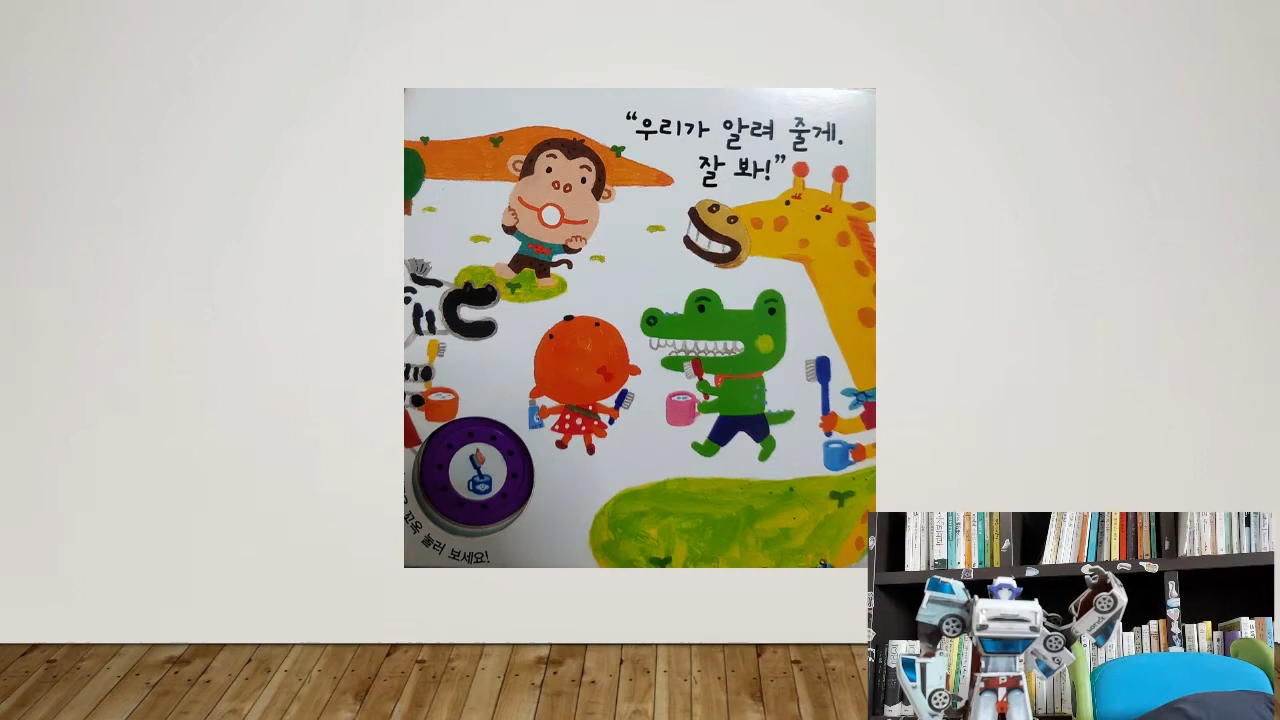 “우리가 알려 줄게.
잘 봐!”
꼬옥 눌러 보세요!